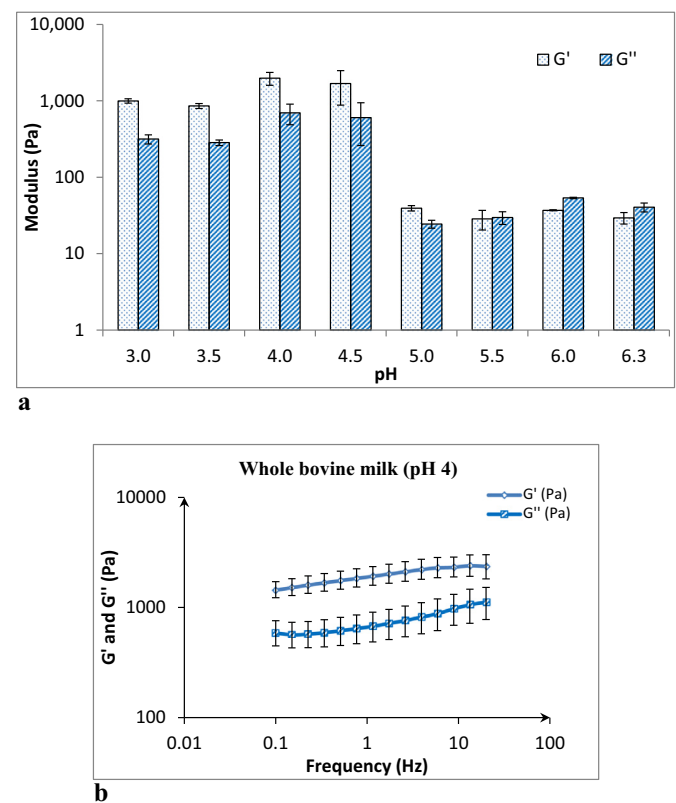 10,000
1,000
100
10
1
Modulus (Pa)
G' G''
3.0 3.5 4.0 4.5 5.0 5.5 6.0 6.3
pH
a
Whole bovine milk (pH 4)
G' (Pa)
G'' (Pa)
10000
1000
100
G' and G'' (Pa)
0.01 0.1 1 10 100
Frequency (Hz)
b